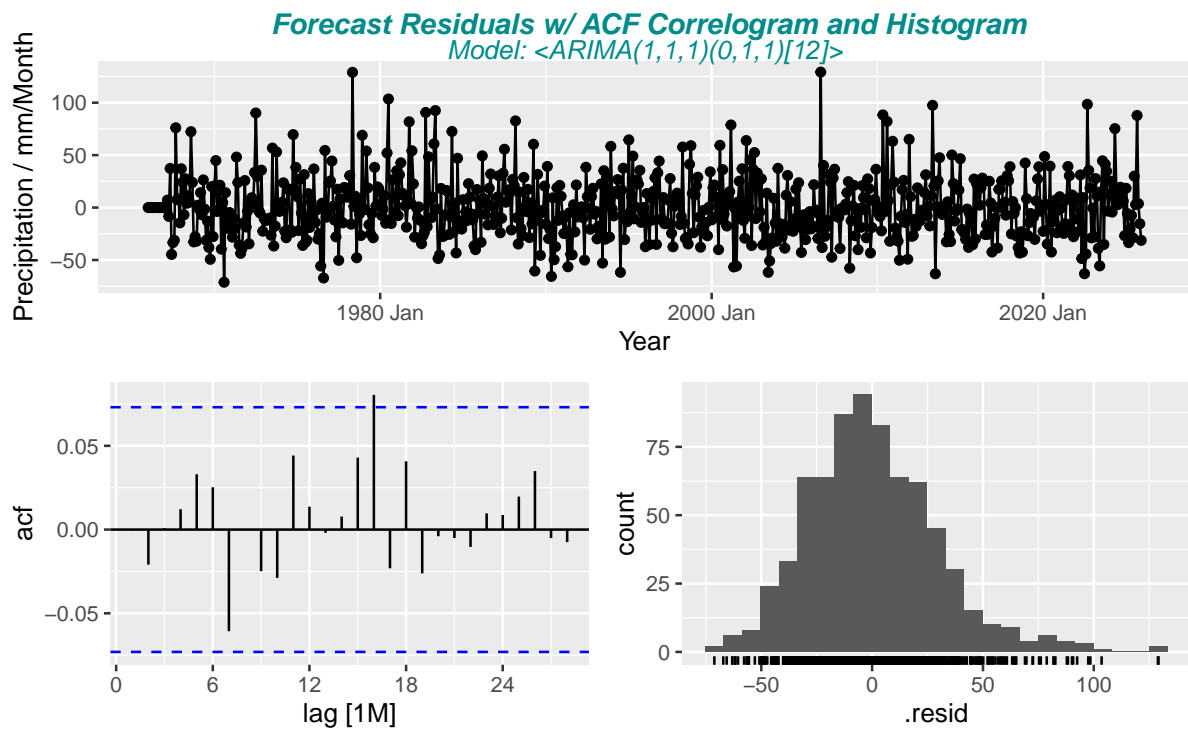 Forecast Residuals w/ ACF Correlogram and Histogram
Model: <ARIMA(1,1,1)(0,1,1)[12]>
Precipitation / mm/Month
100
50
0
−50
1980 Jan
2000 Jan
2020 Jan
Year
acf
0.05
0.00
−0.05
0
6
12
18
24
lag [1M]
count
75
50
25
0
−50
0
50
100
.resid